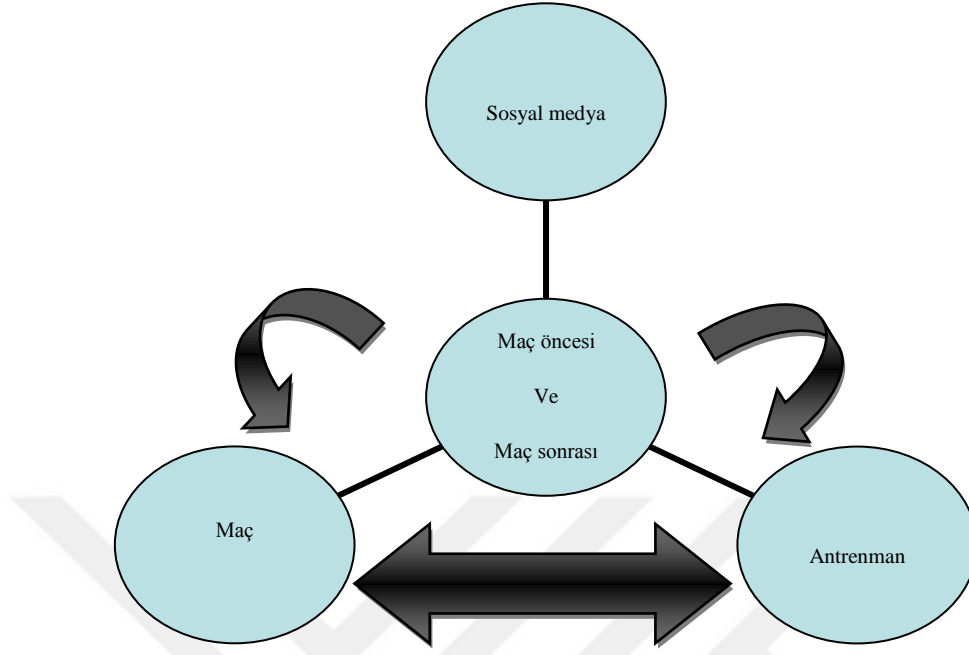 Sosyal medya
Maç öncesi
Ve
Maç sonrası
Maç
Antrenman